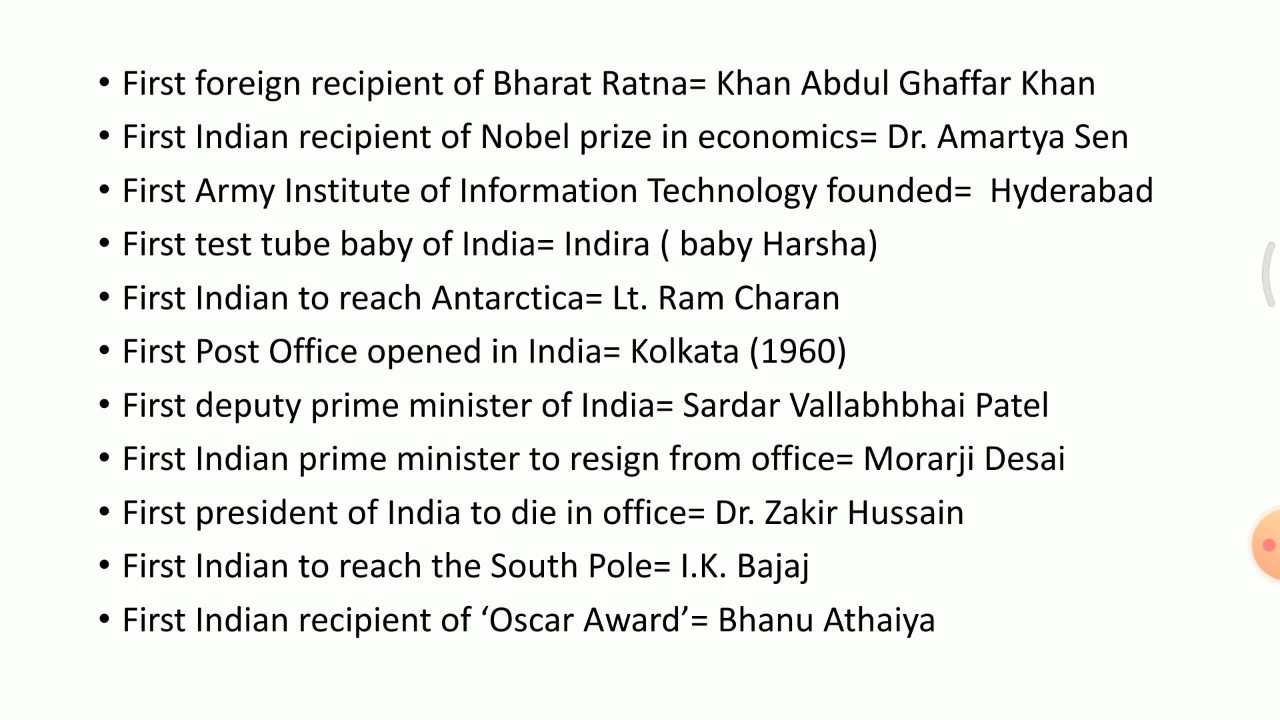 • First foreign recipient of Bharat Ratna= Khan Abdul Ghaffar Khan
• First Indian recipient of Nobel prize in economics= Dr. Amartya Sen
• First Army Institute of Information Technology founded=  Hyderabad
• First test tube baby of India= Indira ( baby Harsha)
• First Indian to reach Antarctica= Lt. Ram Charan
• First Post Office opened in India= Kolkata (1960)
• First deputy prime minister of India= Sardar Vallabhbhai Patel
• First Indian prime minister to resign from office= Morarji Desai
• First president of India to die in office= Dr. Zakir Hussain
• First Indian to reach the South Pole= I.K. Bajaj
• First Indian recipient of ‘Oscar Award’= Bhanu Athaiya